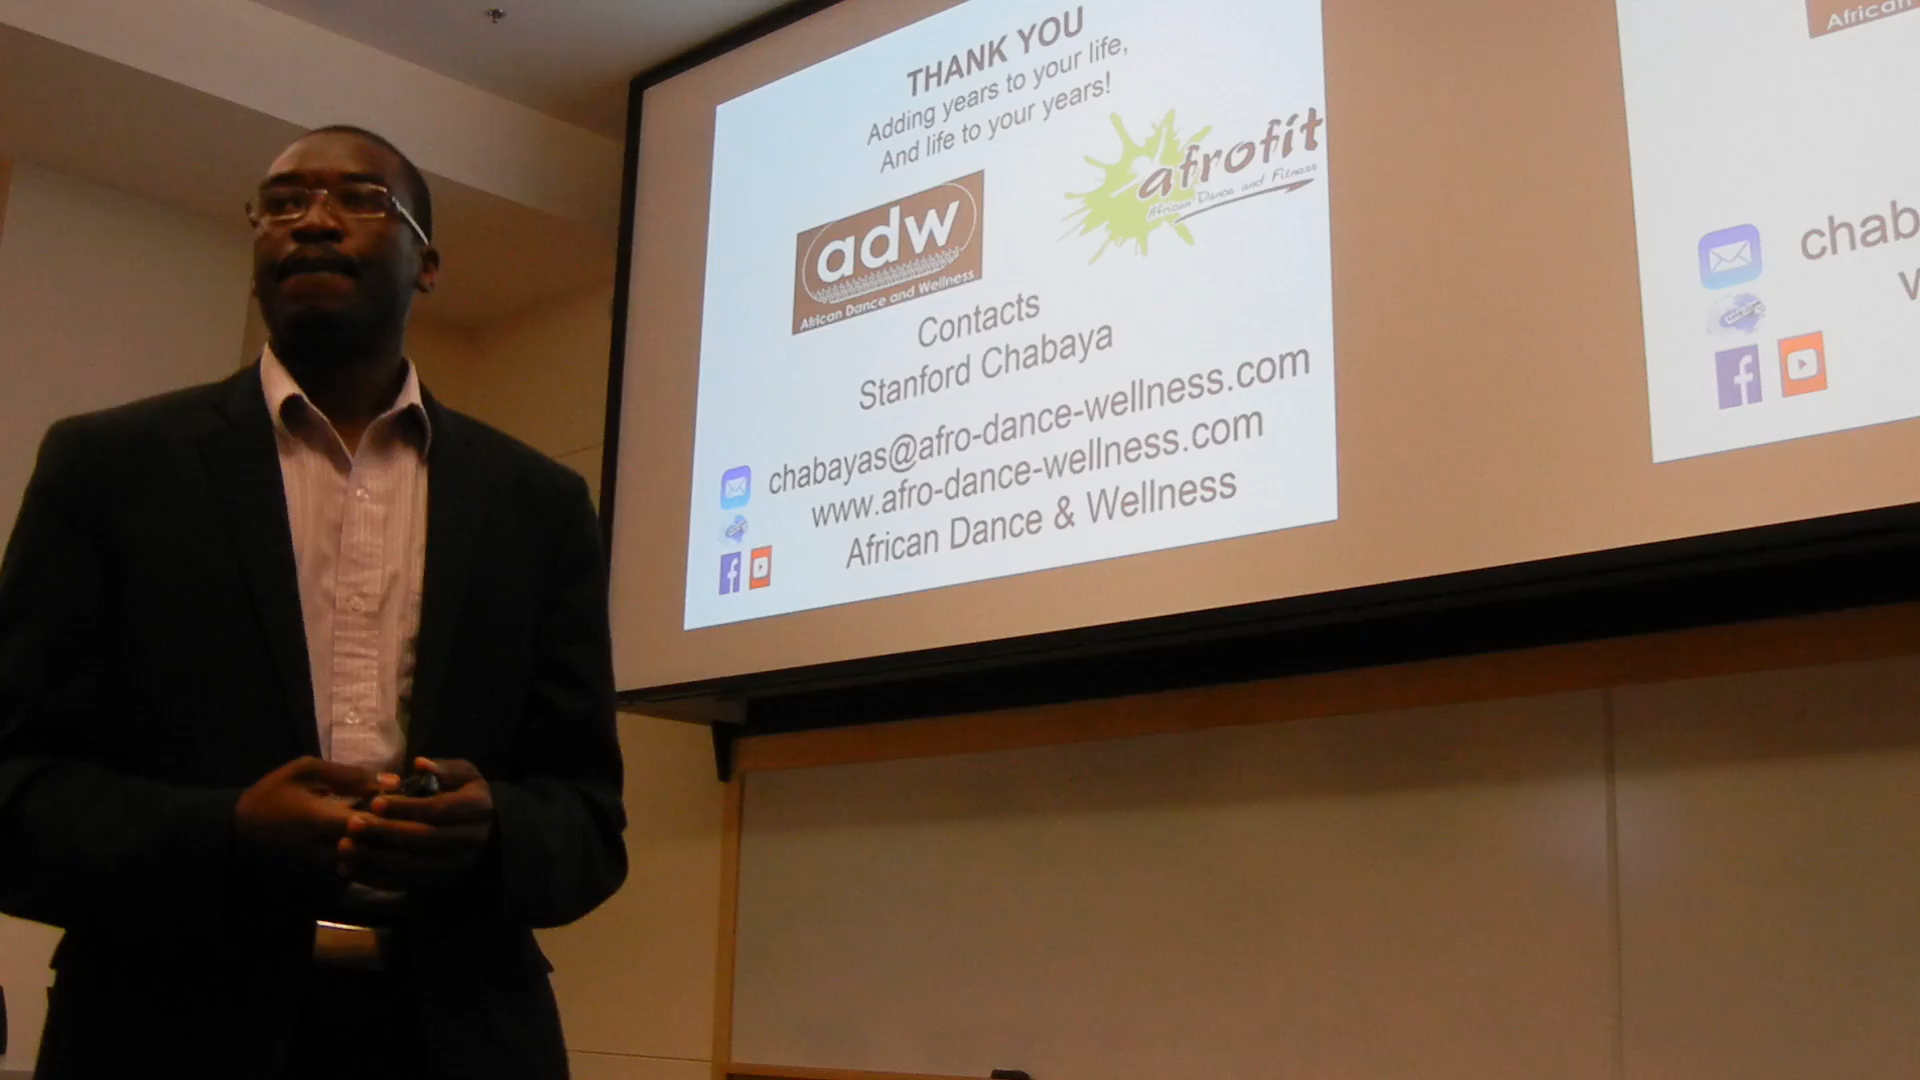 THANK YOU
Adding years to your life,
And life to your years!
afrofit
African Dance and Fitness
adw
African Dance and Wellness
Contacts
Stanford Chabaya
chabayas@afro-dance-wellness.com
www.afro-dance-wellness.com
African Dance & Wellness
African
chab